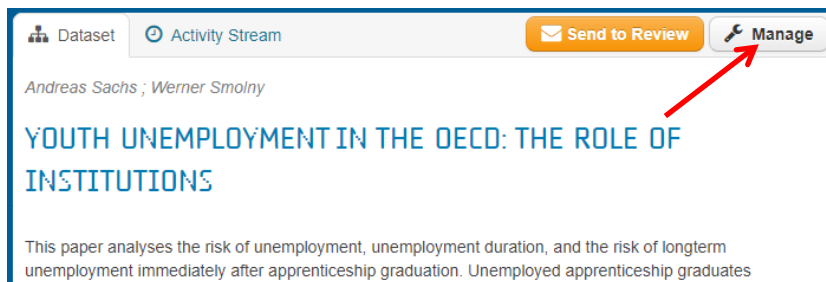 Dataset Activity Stream Send to Review Manage
Andreas Sachs ; Werner Smolny
YOUTH UNEMPLOYMENT IN THE OECD: THE ROLE OF
INSTITUTIONS
This paper analyses the risk of unemployment, unemployment duration, and the risk of longterm
unemployment immediately after apprenticeship graduation. Unemployed apprenticeship graduates